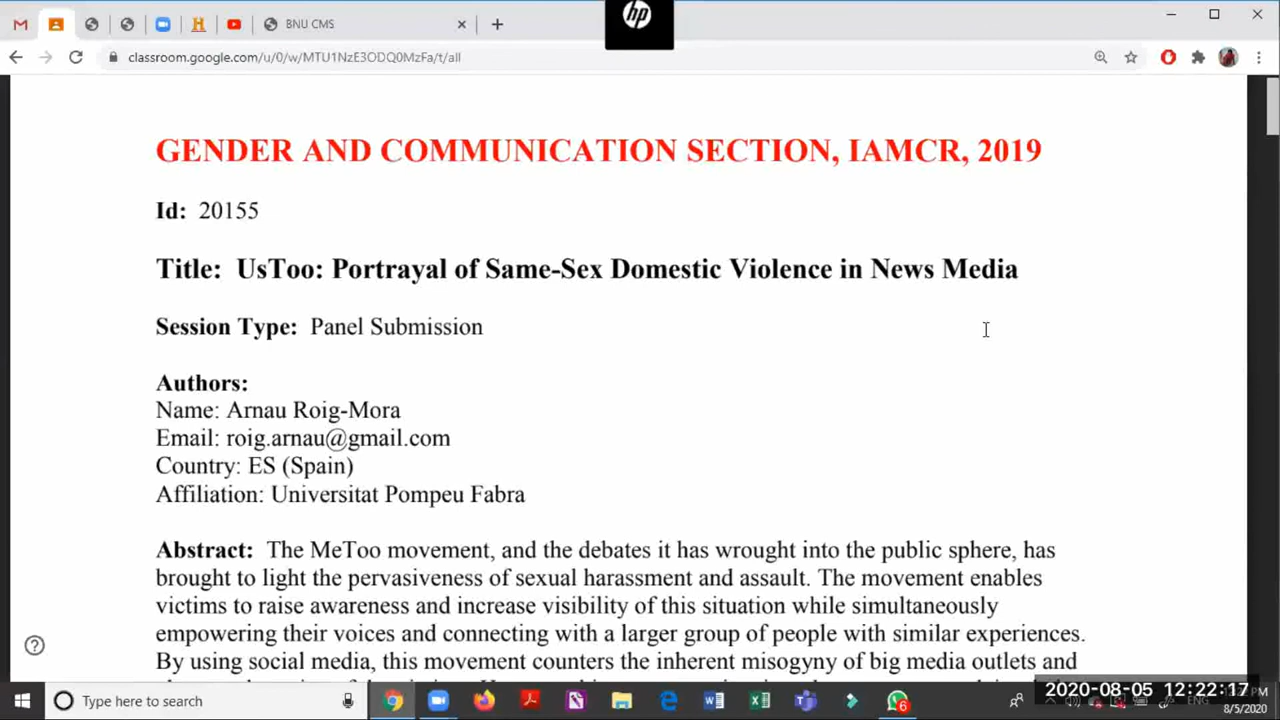 BNU CMS
hp
classroom.google.com/u/0/w/MTU1NzE3ODQ0MzFa/t/all
GENDER AND COMMUNICATION SECTION, IAMCR, 2019
Id: 20155
Title: UsToo: Portrayal of Same-Sex Domestic Violence in News Media
Session Type: Panel Submission
Authors:
Name: Arnau Roig-Mora
Email: roig.arnau@gmail.com
Country: ES (Spain)
Affiliation: Universitat Pompeu Fabra
Abstract: The MeToo movement, and the debates it has wrought into the public sphere, has
brought to light the pervasiveness of sexual harassment and assault. The movement enables
victims to raise awareness and increase visibility of this situation while simultaneously
empowering their voices and connecting with a larger group of people with similar experiences.
By using social media, this movement counters the inherent misogyny of big media outlets and
Type here to search
6
2020-08-05 12:22:17
8/5/2020